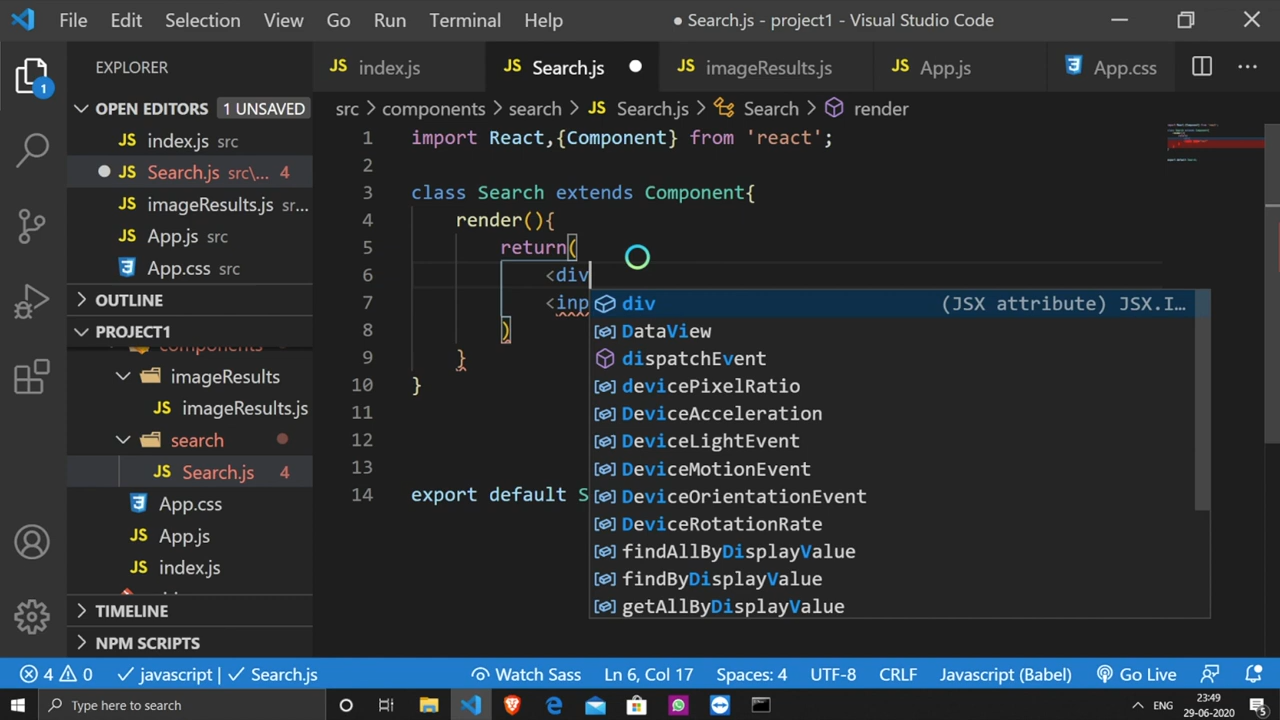 File Edit Selection View Go Run Terminal Help ● Search.js - project1 - Visual Studio Code
EXPLORER
index.js
Search.js
imageResults.js
App.js
App.css
OPEN EDITORS 1 UNSAVED
index.js src
Search.js src\... 4
imageResults.js sr...
App.js src
App.css src
OUTLINE
PROJECT1
components
imageResults
imageResults.js
search
Search.js 4
App.css
App.js
index.js
TIMELINE
NPM SCRIPTS
1
src > components > search > Search.js > Search > render
1 import React,{Component} from 'react';
2
3 class Search extends Component{
4 render(){
5 return(
6 <div
7 <inp
8 )
9 }
10 }
11
12
13
14 export default S
div (JSX attribute) JSX.I...
DataView
dispatchEvent
devicePixelRatio
DeviceAcceleration
DeviceLightEvent
DeviceMotionEvent
DeviceOrientationEvent
DeviceRotationRate
findAllByDisplayValue
findByDisplayValue
getAllByDisplayValue
4 0 javascript | Search.js Watch Sass Ln 6, Col 17 Spaces: 4 UTF-8 CRLF Javascript (Babel) Go Live
Type here to search
ENG
23:49
29-06-2020
5